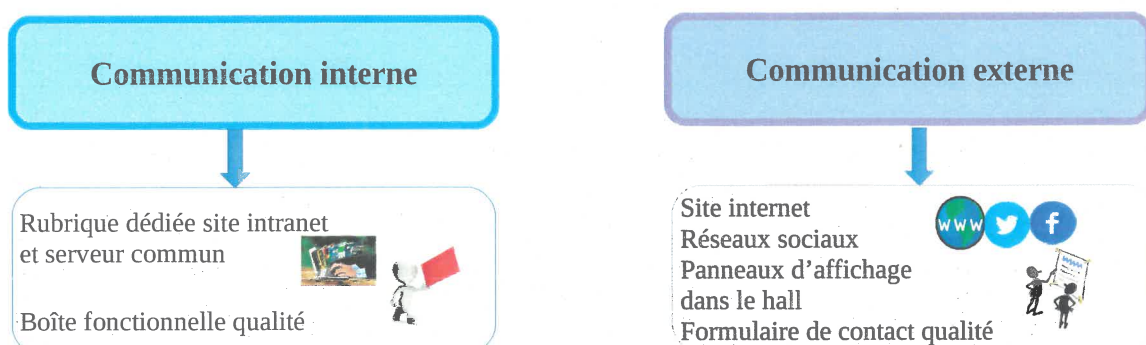 Communication interne
Rubrique dédiée site intranet
et serveur commun
Boîte fonctionnelle qualité
Communication externe
Site internet
Réseaux sociaux
Panneaux d'affichage
dans le hall
Formulaire de contact qualité
www